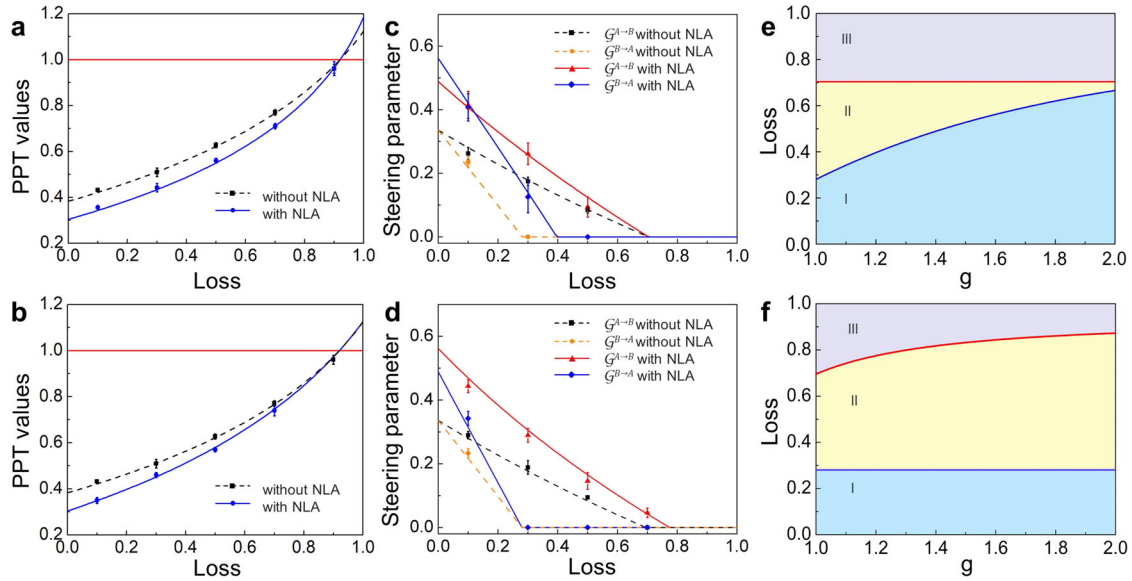 a
1.2
1.0
0.8
0.6
0.4
0.2
PPT values
without NLA
with NLA
0.0 0.2 0.4 0.6 0.8 1.0
Loss
c
0.6
0.4
0.2
0.0
Steering parameter
𝒢^{A→B} without NLA
𝒢^{B→A} without NLA
𝒢^{A→B} with NLA
𝒢^{B→A} with NLA
0.0 0.2 0.4 0.6 0.8 1.0
Loss
e
1.0
0.8
0.6
0.4
0.2
0.0
Loss
III
II
I
1.0 1.2 1.4 1.6 1.8 2.0
g
b
1.2
1.0
0.8
0.6
0.4
0.2
PPT values
without NLA
with NLA
0.0 0.2 0.4 0.6 0.8 1.0
Loss
d
0.6
0.4
0.2
0.0
Steering parameter
𝒢^{A→B} without NLA
𝒢^{B→A} without NLA
𝒢^{A→B} with NLA
𝒢^{B→A} with NLA
0.0 0.2 0.4 0.6 0.8 1.0
Loss
f
1.0
0.8
0.6
0.4
0.2
0.0
Loss
III
II
I
1.0 1.2 1.4 1.6 1.8 2.0
g